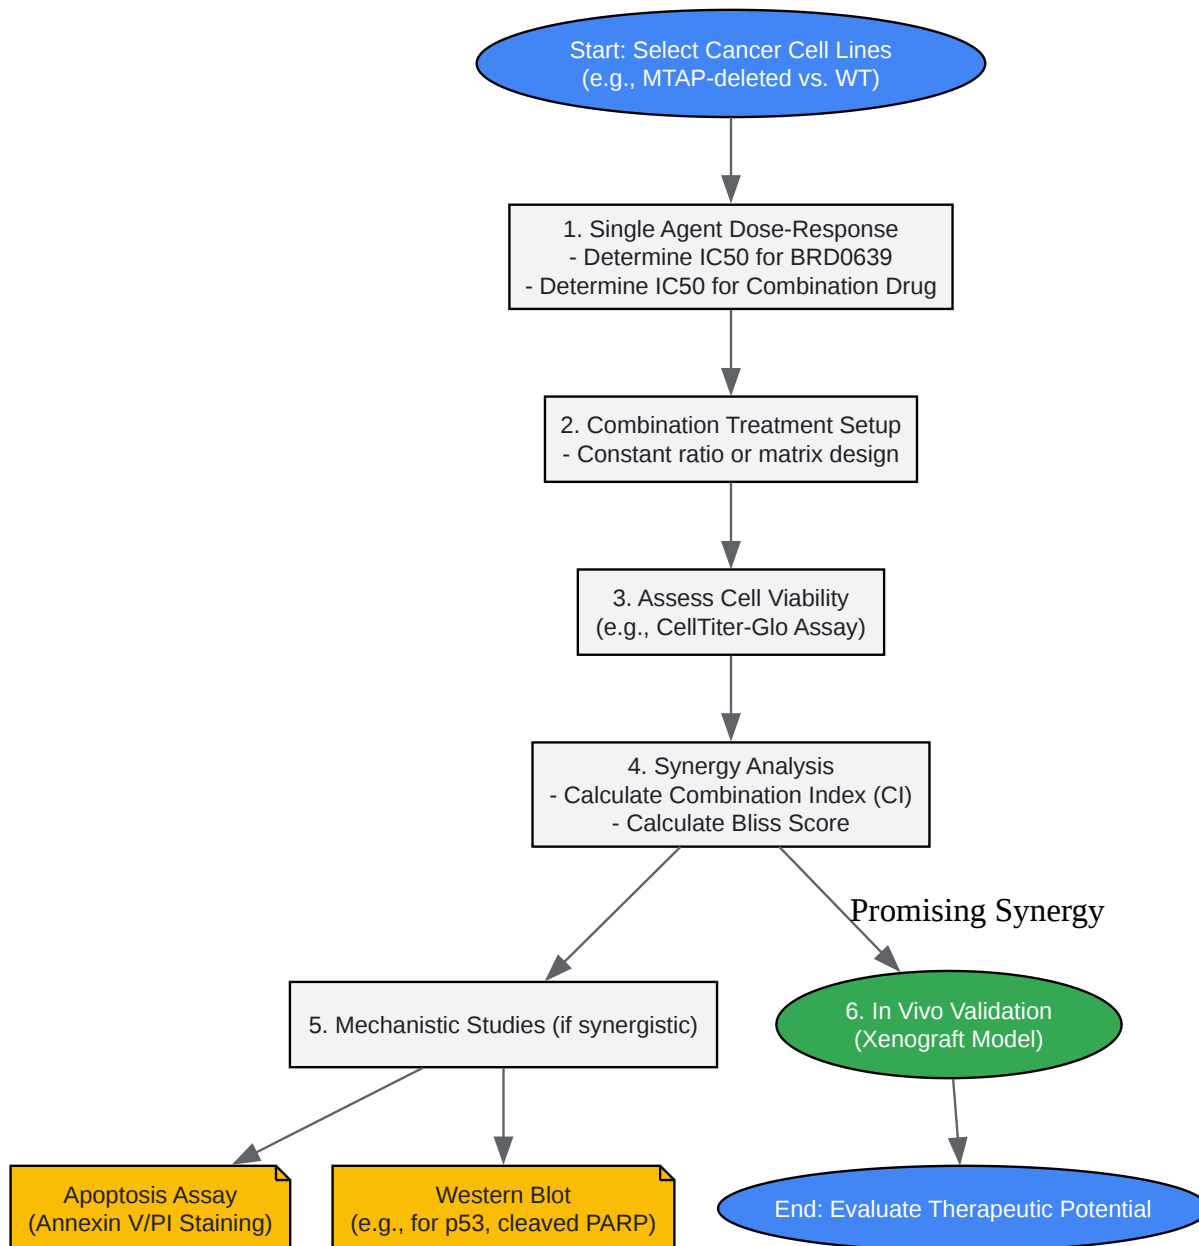 Start: Select Cancer Cell Lines
(e.g., MTAP-deleted vs. WT)
1. Single Agent Dose-Response
- Determine IC50 for BRD0639
- Determine IC50 for Combination Drug
2. Combination Treatment Setup
- Constant ratio or matrix design
3. Assess Cell Viability
(e.g., CellTiter-Glo Assay)
4. Synergy Analysis
- Calculate Combination Index (CI)
- Calculate Bliss Score
Promising Synergy
5. Mechanistic Studies (if synergistic)
6. In Vivo Validation
(Xenograft Model)
Apoptosis Assay
(Annexin V/PI Staining)
Western Blot
(e.g., for p53, cleaved PARP)
End: Evaluate Therapeutic Potential